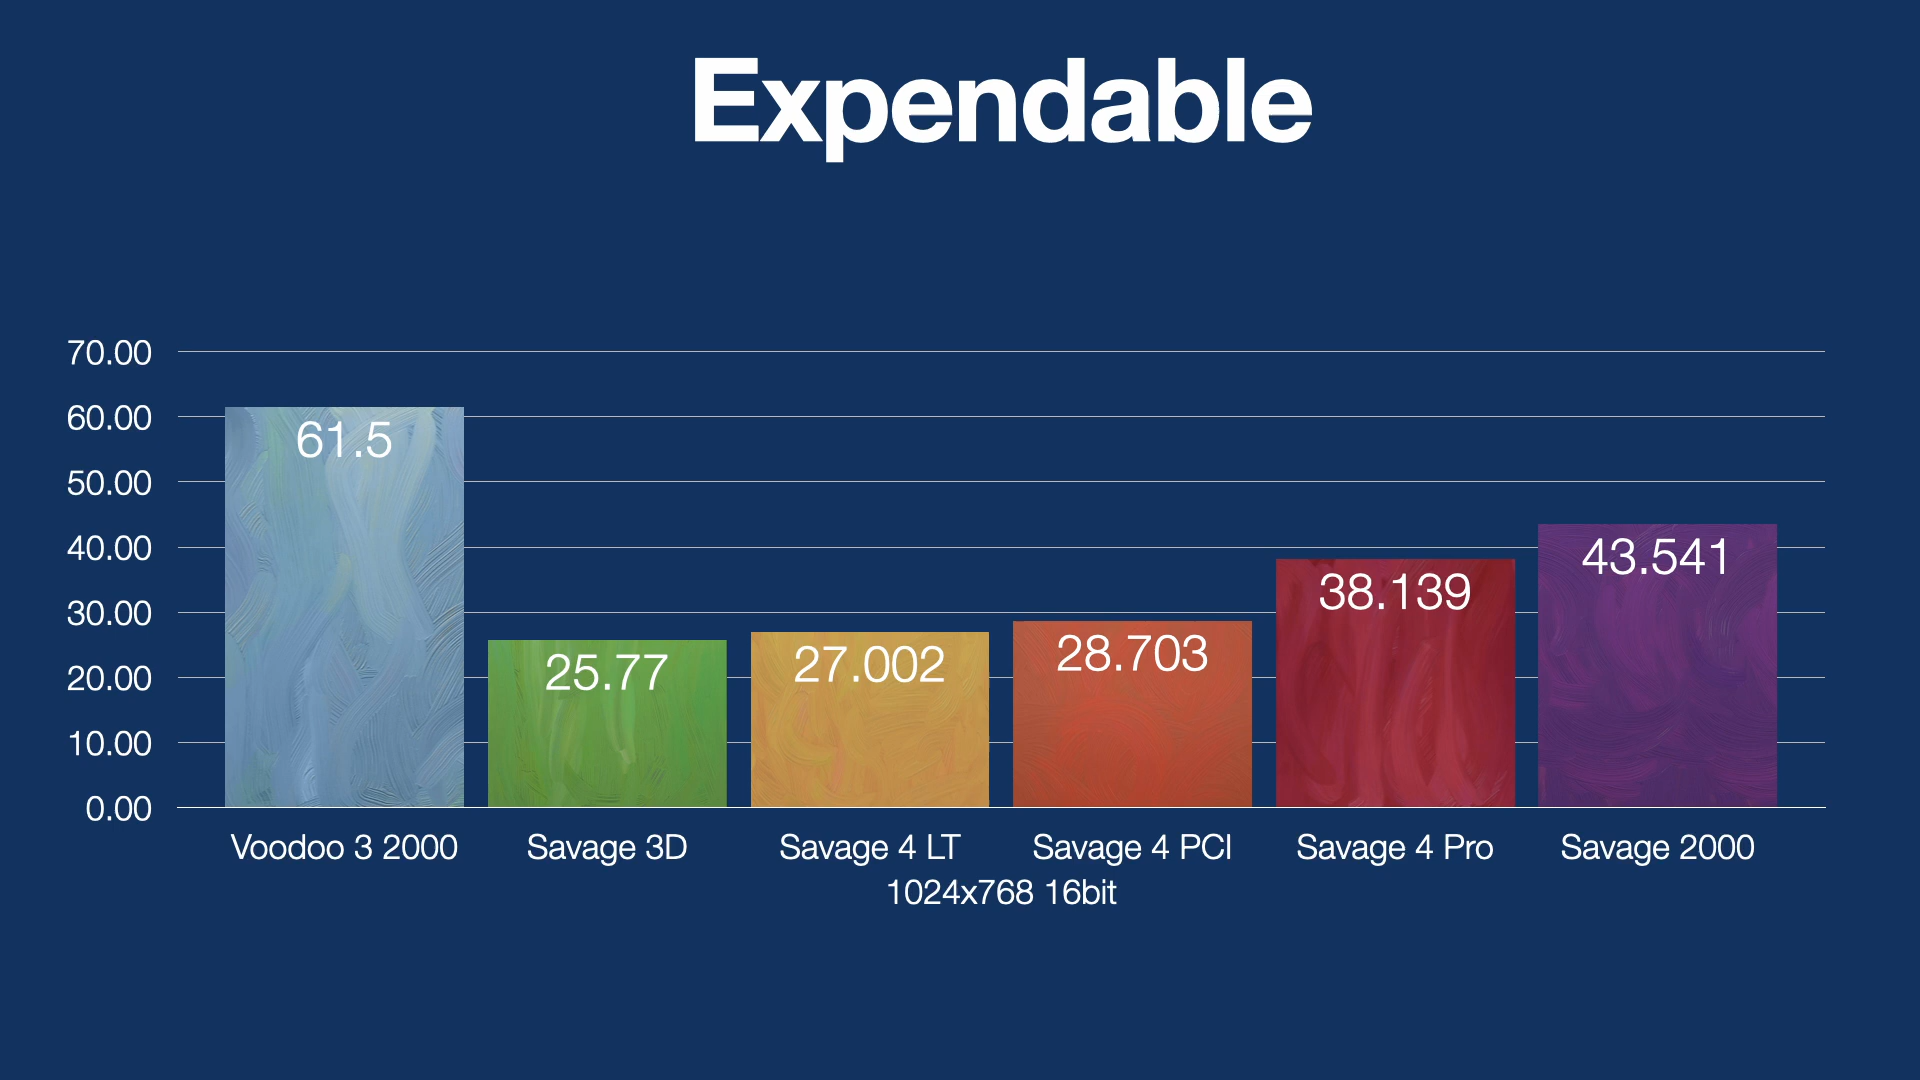 Expendable
70.00
60.00
50.00
40.00
30.00
20.00
10.00
0.00
61.5
25.77
27.002
28.703
38.139
43.541
Voodoo 3 2000
Savage 3D
Savage 4 LT
Savage 4 PCI
Savage 4 Pro
Savage 2000
1024x768 16bit